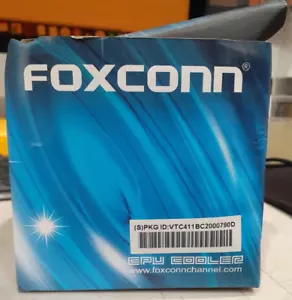 FOXCONN®
(S)PKG ID:VTC411BC2000790D
CPU COOLER
www.foxconnchannel.com